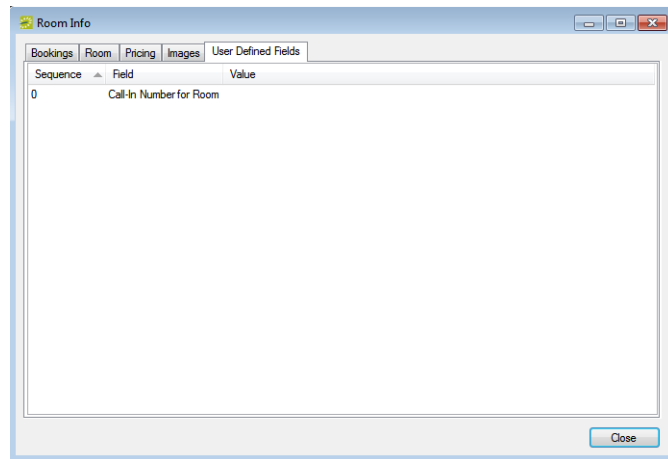 Room Info
Bookings Room Pricing Images User Defined Fields
Sequence Field Value
0 Call-In Number for Room
Close